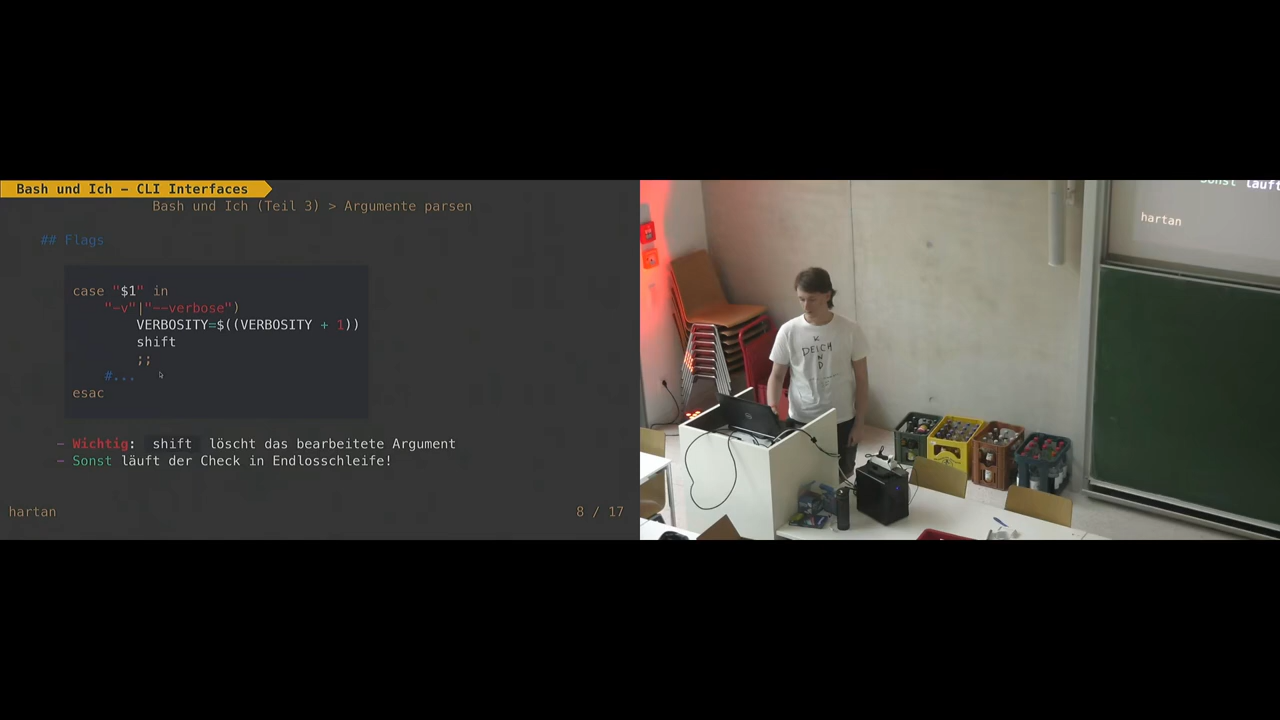 Bash und Ich - CLI Interfaces
Bash und Ich (Teil 3) > Argumente parsen
## Flags
case "$1" in
"-v"|"--verbose")
VERBOSITY=$((VERBOSITY + 1))
shift
;;
#...
esac
- Wichtig: shift löscht das bearbeitete Argument
- Sonst läuft der Check in Endlosschleife!
hartan
8 / 17
Sonst läuft
hartan
K
DEICH
N
D